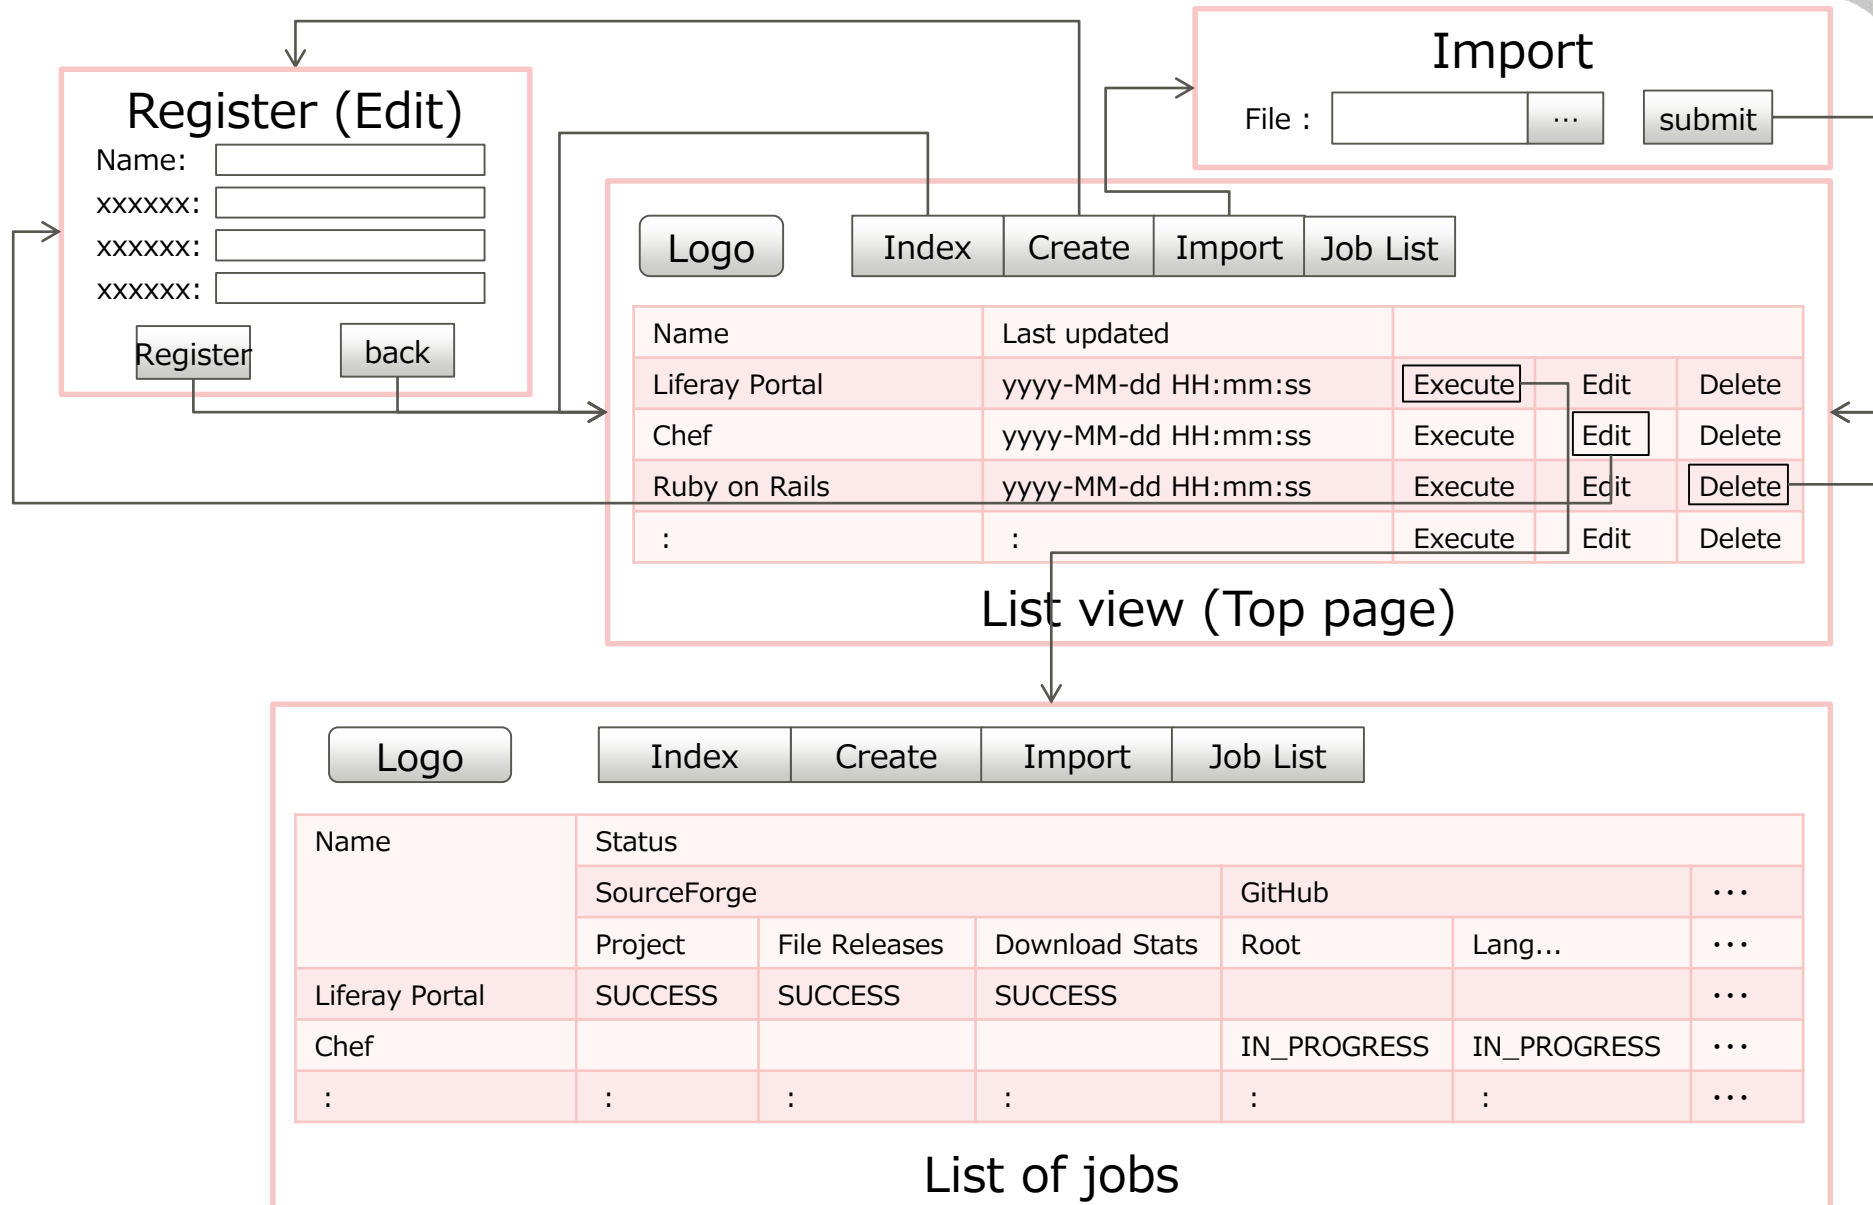 Register (Edit)
Name:
xxxxxx:
xxxxxx:
xxxxxx:
Register back
Import
File : … submit
Logo Index Create Import Job List
Name Last updated
Liferay Portal yyyy-MM-dd HH:mm:ss Execute Edit Delete
Chef yyyy-MM-dd HH:mm:ss Execute Edit Delete
Ruby on Rails yyyy-MM-dd HH:mm:ss Execute Edit Delete
: : Execute Edit Delete
List view (Top page)
Logo Index Create Import Job List
Name Status
SourceForge GitHub ・・・
Project File Releases Download Stats Root Lang... ・・・
Liferay Portal SUCCESS SUCCESS SUCCESS ・・・
Chef IN_PROGRESS IN_PROGRESS ・・・
: : : : : : ・・・
List of jobs